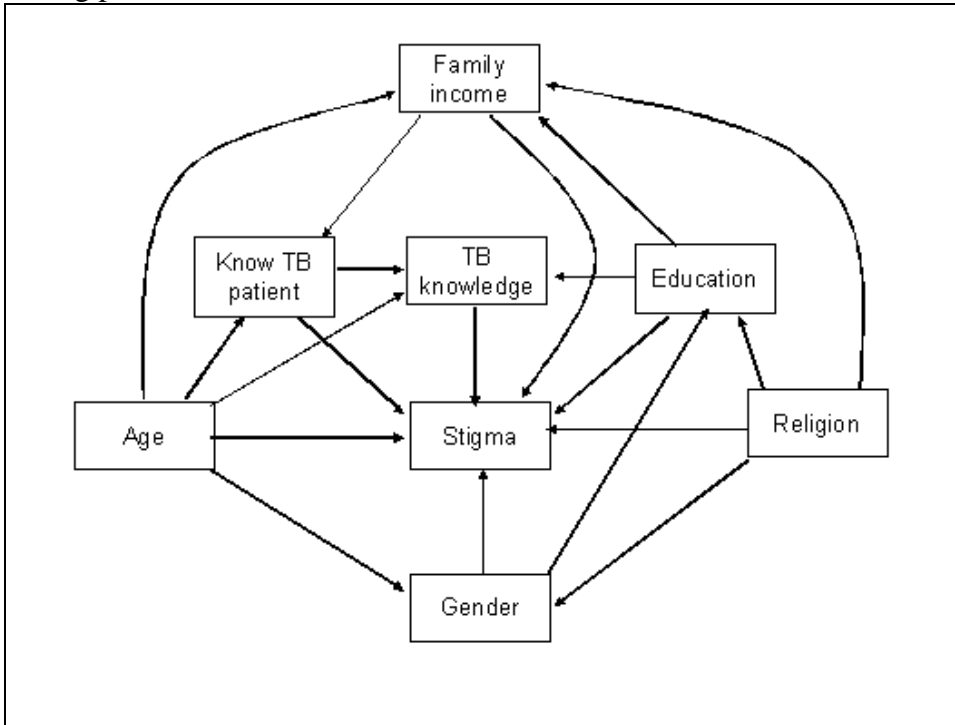 Family
income
Know TB
patient
TB
knowledge
Education
Age
Stigma
Religion
Gender